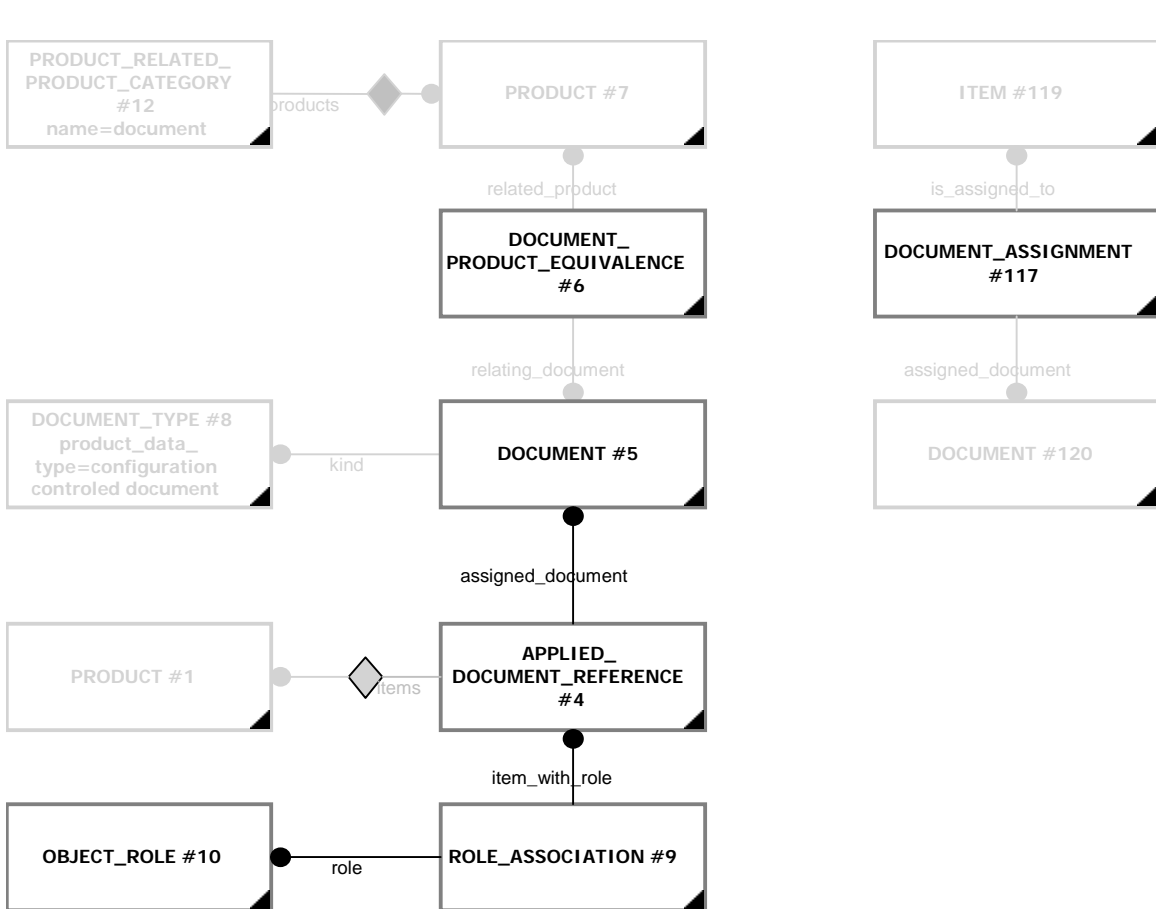 PRODUCT_RELATED_
PRODUCT_CATEGORY
#12
name=document
products
PRODUCT #7
ITEM #119
related_product
is_assigned_to
DOCUMENT_
PRODUCT_EQUIVALENCE
#6
DOCUMENT_ASSIGNMENT
#117
relating_document
assigned_document
DOCUMENT_TYPE #8
product_data_
type=configuration
controled document
kind
DOCUMENT #5
DOCUMENT #120
assigned_document
PRODUCT #1
items
APPLIED_
DOCUMENT_REFERENCE
#4
item_with_role
OBJECT_ROLE #10
role
ROLE_ASSOCIATION #9